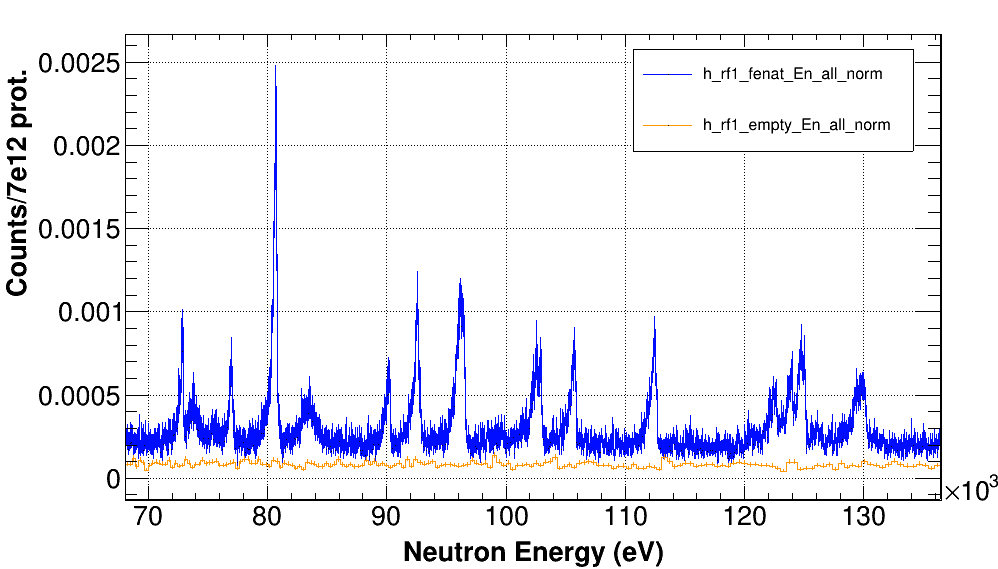 Counts/7e12 prot.
0.0025
0.002
0.0015
0.001
0.0005
0
h_rf1_fenat_En_all_norm
h_rf1_empty_En_all_norm
70 80 90 100 110 120 130
×10³
Neutron Energy (eV)